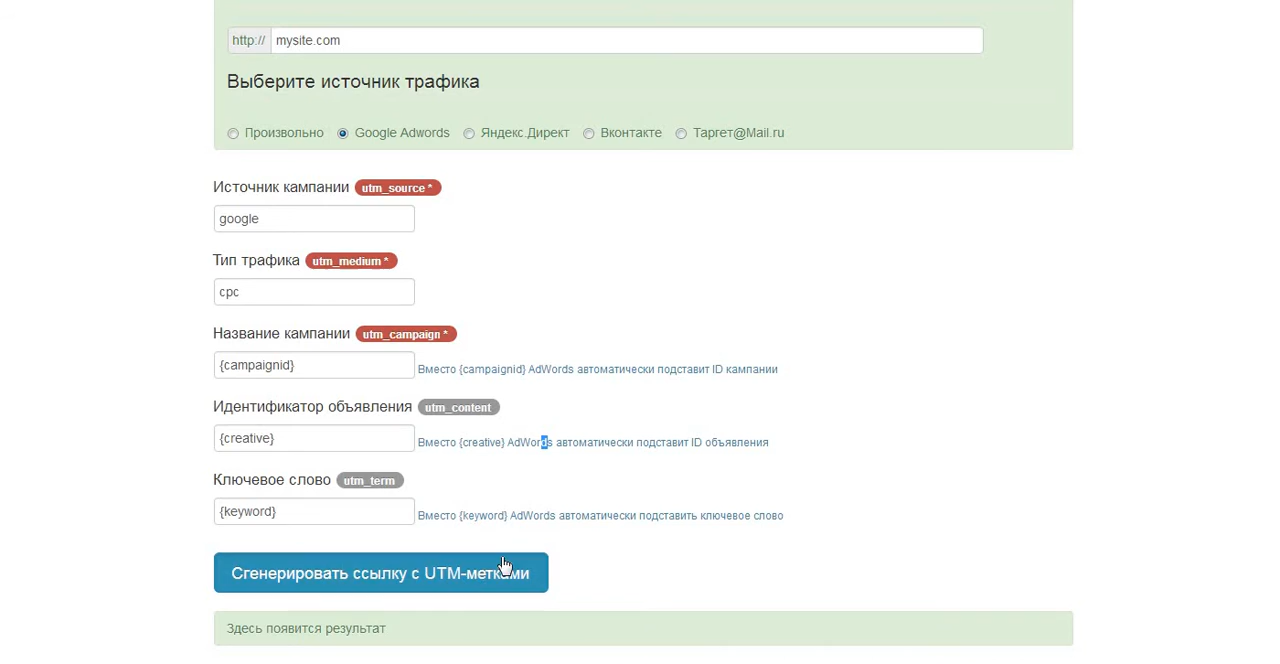 http:// mysite.com
Выберите источник трафика
Произвольно Google Adwords Яндекс.Директ Вконтакте Таргет@Mail.ru
Источник кампании utm_source *
google
Тип трафика utm_medium *
cpc
Название кампании utm_campaign *
{campaignid} Вместо {campaignid} AdWords автоматически подставит ID кампании
Идентификатор объявления utm_content
{creative} Вместо {creative} AdWords автоматически подставит ID объявления
Ключевое слово utm_term
{keyword} Вместо {keyword} AdWords автоматически подставить ключевое слово
Сгенерировать ссылку с UTM-метками
Здесь появится результат